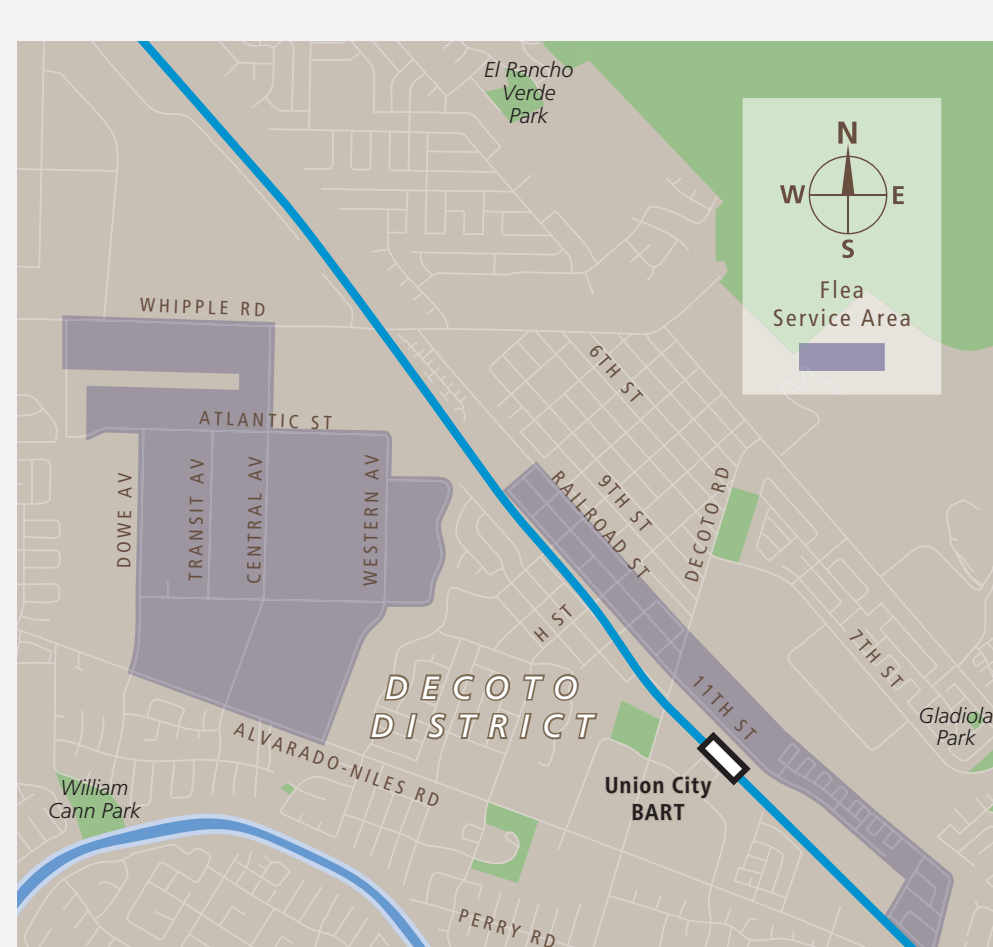 El Rancho
Verde
Park
N
W
E
S
Flea
Service Area
WHIPPLE RD
6TH ST
ATLANTIC ST
DOWE AV
TRANSIT AV
CENTRAL AV
WESTERN AV
RAILROAD ST
9TH ST
DECOTO RD
H ST
7TH ST
DECOTO
DISTRICT
11TH ST
Gladiola
Park
ALVARADO-NILES RD
Union City
BART
William
Cann Park
PERRY RD